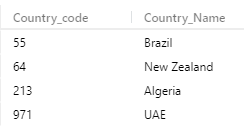 Country_code Country_Name
55 Brazil
64 New Zealand
213 Algeria
971 UAE